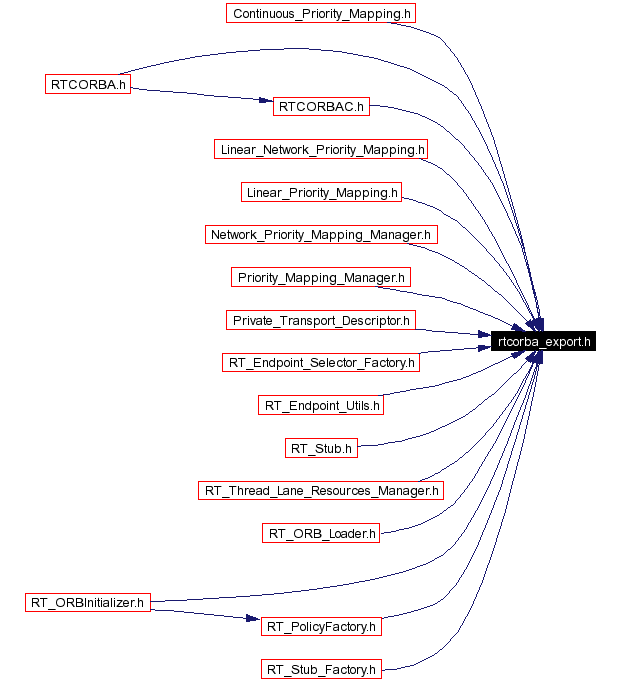 Continuous_Priority_Mapping.h
RTCORBA.h
RTCORBAC.h
Linear_Network_Priority_Mapping.h
Linear_Priority_Mapping.h
Network_Priority_Mapping_Manager.h
Priority_Mapping_Manager.h
Private_Transport_Descriptor.h
rtcorba_export.h
RT_Endpoint_Selector_Factory.h
RT_Endpoint_Utils.h
RT_Stub.h
RT_Thread_Lane_Resources_Manager.h
RT_ORB_Loader.h
RT_ORBInitializer.h
RT_PolicyFactory.h
RT_Stub_Factory.h